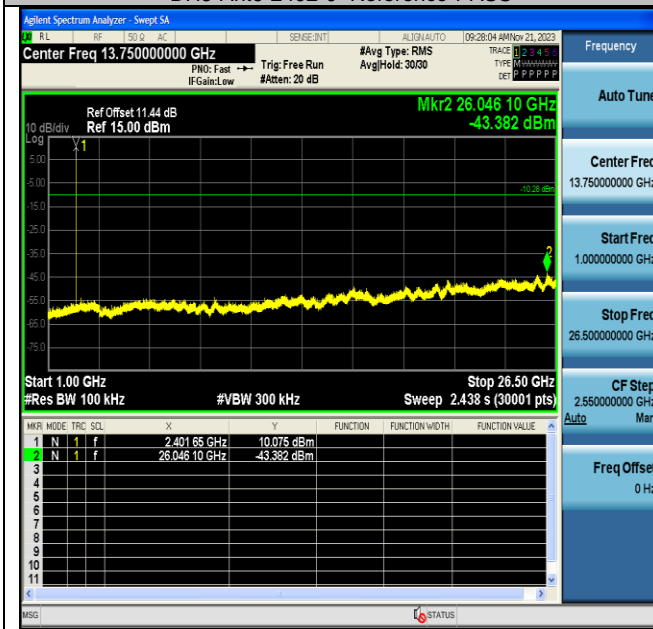 Agilent Spectrum Analyzer - Swept SA
RL RF 50 Ω AC SENSE:INT ALIGNAUTO 09:28:04 AM Nov 21, 2023
Center Freq 13.750000000 GHz #Avg Type: RMS TRACE 1 2 3 4 5 6 Frequency
PNO: Fast Trig: Free Run Avg|Hold: 30/30 TYPE M
IFGain:Low #Atten: 20 dB DET P P P P P
Auto Tune
Mkr2 26.046 10 GHz
Ref Offset 11.44 dB
10 dB/div Ref 15.00 dBm -43.382 dBm
Log
1
5.00
Center Freq
13.750000000 GHz
-5.00
-10.28 dBm
-15.0
-25.0
Start Freq
1.000000000 GHz
-35.0
2
-45.0
-55.0
Stop Freq
26.500000000 GHz
-65.0
-75.0
Start 1.00 GHz Stop 26.50 GHz
#Res BW 100 kHz #VBW 300 kHz Sweep 2.438 s (30001 pts)
CF Step
2.550000000 GHz
Auto Man
MKR MODE TRC SCL X Y FUNCTION FUNCTION WIDTH FUNCTION VALUE
1 N 1 f 2.401 65 GHz 10.075 dBm
2 N 1 f 26.046 10 GHz -43.382 dBm
3
4
5
6
7
8
9
10
11
Freq Offset
0 Hz
MSG STATUS